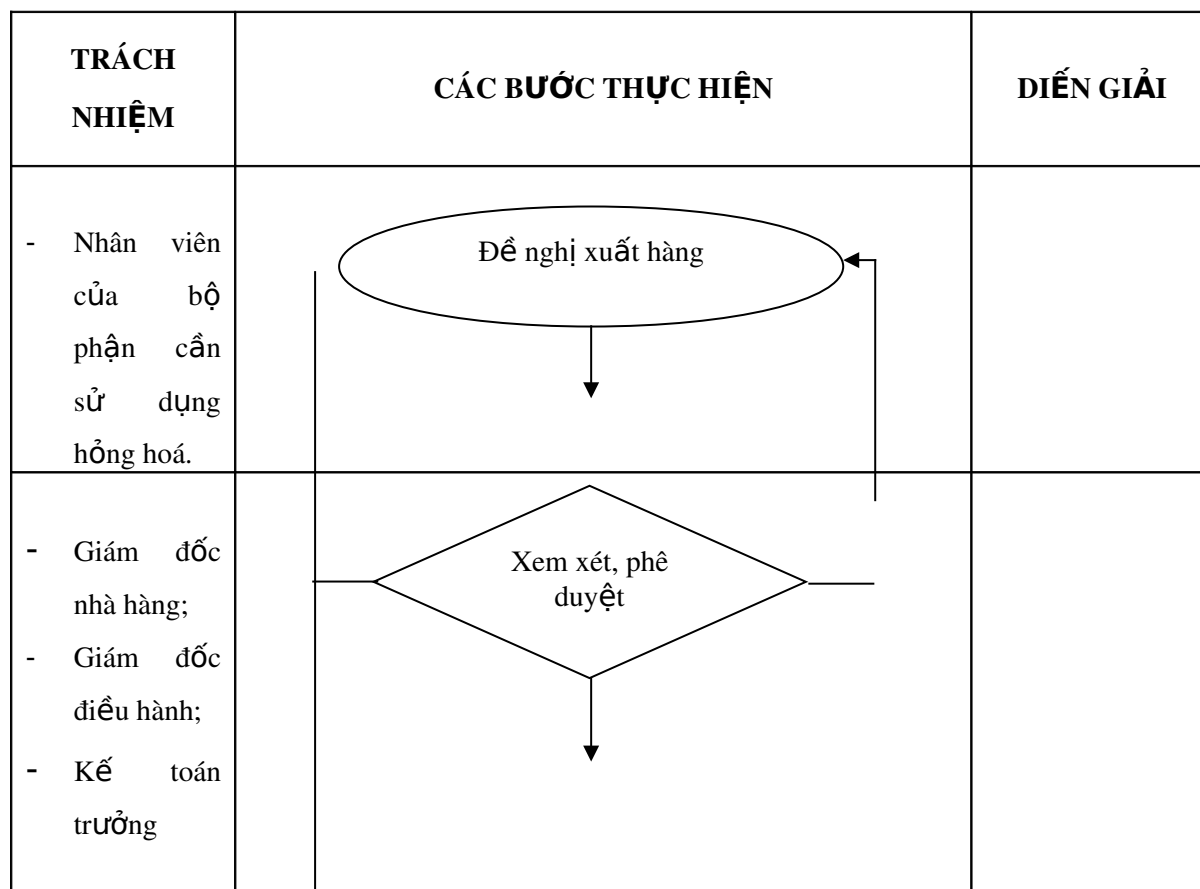 TRÁCH
NHIỆM
CÁC BƯỚC THỰC HIỆN
DIẾN GIẢI
- Nhân viên
của bộ
phận cần
sử dụng
hỏng hoá.
Đề nghị xuất hàng
- Giám đốc
nhà hàng;
- Giám đốc
điều hành;
- Kế toán
trưởng
Xem xét, phê
duyệt